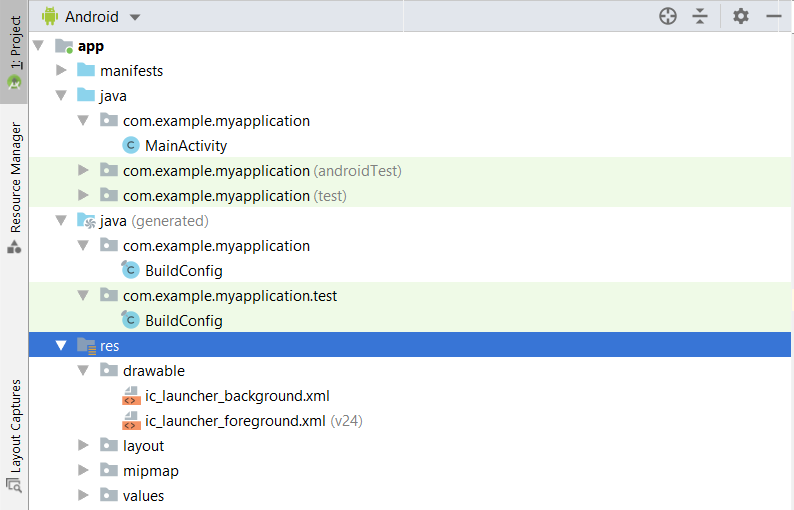 Android
1: Project
Resource Manager
Layout Captures
app
manifests
java
com.example.myapplication
MainActivity
com.example.myapplication (androidTest)
com.example.myapplication (test)
java (generated)
com.example.myapplication
BuildConfig
com.example.myapplication.test
BuildConfig
res
drawable
ic_launcher_background.xml
ic_launcher_foreground.xml (v24)
layout
mipmap
values